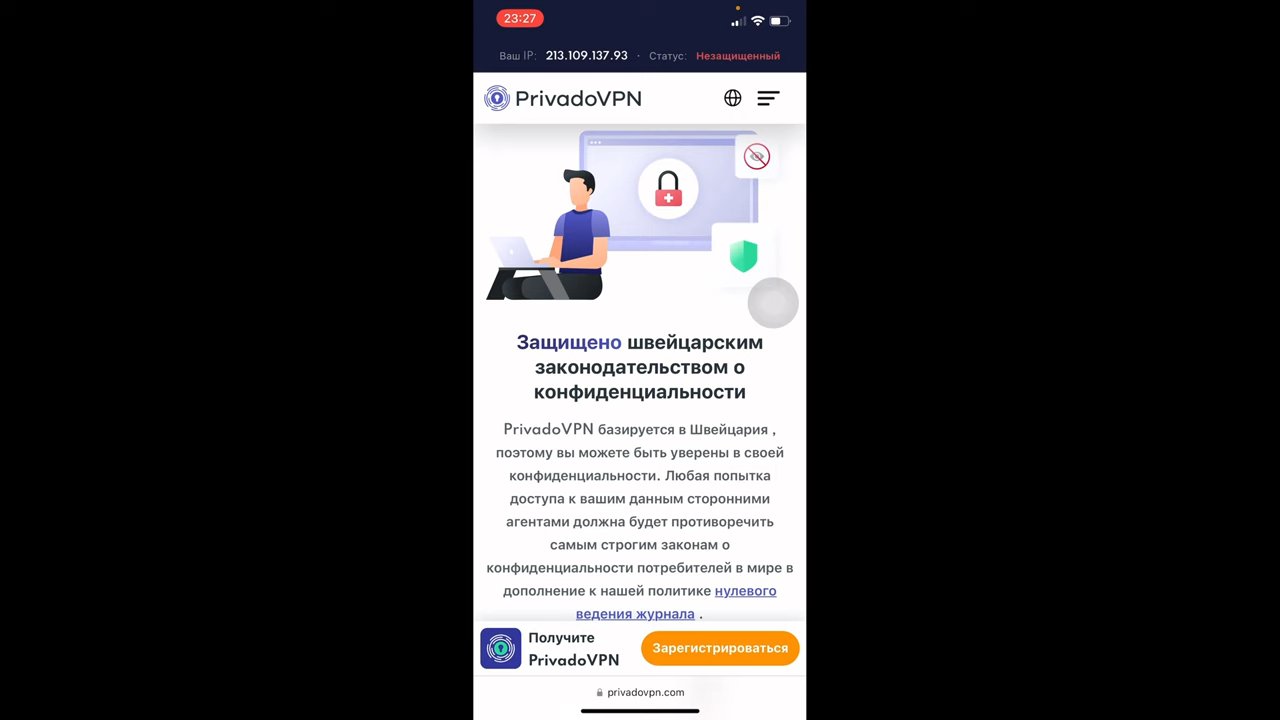 23:27
Ваш IP: 213.109.137.93 · Статус: Незащищенный
PrivadoVPN
Защищено швейцарским
законодательством о
конфиденциальности
PrivadoVPN базируется в Швейцария ,
поэтому вы можете быть уверены в своей
конфиденциальности. Любая попытка
доступа к вашим данным сторонними
агентами должна будет противоречить
самым строгим законам о
конфиденциальности потребителей в мире в
дополнение к нашей политике нулевого
ведения журнала .
Получите
PrivadoVPN
Зарегистрироваться
privadovpn.com